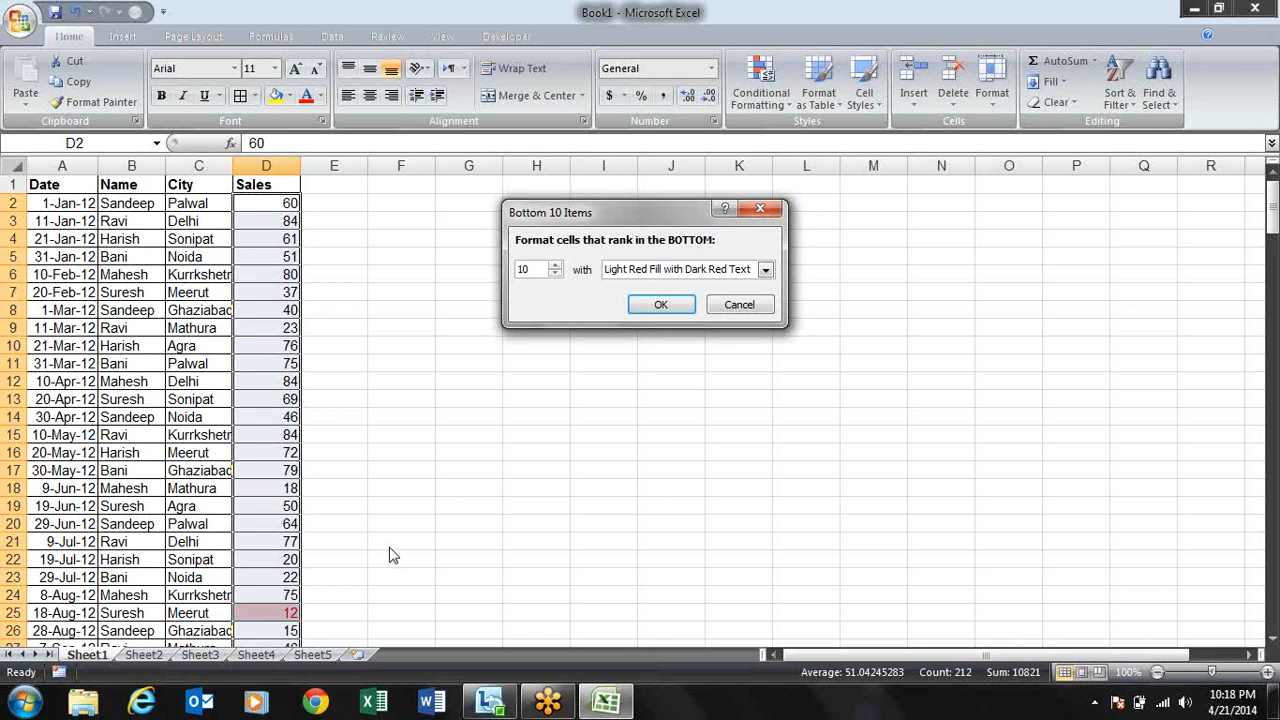 Book1 - Microsoft Excel
Home Insert Page Layout Formulas Data Review View Developer
Paste
Cut
Copy
Format Painter
Clipboard
Arial 11
B I U
Font
Wrap Text
Merge & Center
Alignment
General
$ % ,
Number
Conditional Formatting
Format as Table
Cell Styles
Styles
Insert Delete Format
Cells
AutoSum
Fill
Clear
Sort & Filter
Find & Select
Editing
D2 fx 60
A B C D E F G H I J K L M N O P Q R
1 Date Name City Sales
2 1-Jan-12 Sandeep Palwal 60
3 11-Jan-12 Ravi Delhi 84
4 21-Jan-12 Harish Sonipat 61
5 31-Jan-12 Bani Noida 51
6 10-Feb-12 Mahesh Kurrkshetr 80
7 20-Feb-12 Suresh Meerut 37
8 1-Mar-12 Sandeep Ghaziabad 40
9 11-Mar-12 Ravi Mathura 23
10 21-Mar-12 Harish Agra 76
11 31-Mar-12 Bani Palwal 75
12 10-Apr-12 Mahesh Delhi 84
13 20-Apr-12 Suresh Sonipat 69
14 30-Apr-12 Sandeep Noida 46
15 10-May-12 Ravi Kurrkshetr 84
16 20-May-12 Harish Meerut 72
17 30-May-12 Bani Ghaziabad 79
18 9-Jun-12 Mahesh Mathura 18
19 19-Jun-12 Suresh Agra 50
20 29-Jun-12 Sandeep Palwal 64
21 9-Jul-12 Ravi Delhi 77
22 19-Jul-12 Harish Sonipat 20
23 29-Jul-12 Bani Noida 22
24 8-Aug-12 Mahesh Kurrkshetr 75
25 18-Aug-12 Suresh Meerut 12
26 28-Aug-12 Sandeep Ghaziabad 15
Bottom 10 Items
Format cells that rank in the BOTTOM:
10 with Light Red Fill with Dark Red Text
OK Cancel
Sheet1 Sheet2 Sheet3 Sheet4 Sheet5
Ready Average: 51.04245283 Count: 212 Sum: 10821 100%
10:18 PM
4/21/2014